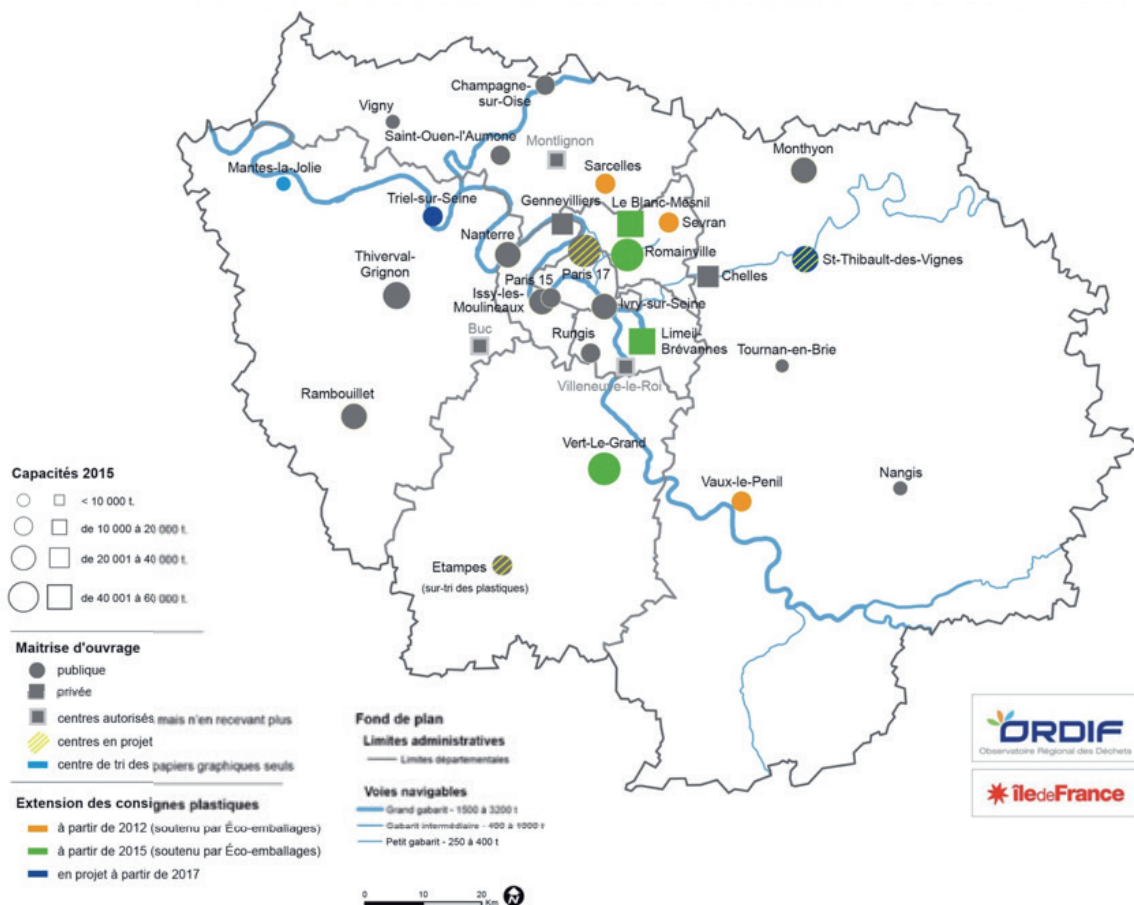 Champagne-
sur-Oise
Vigny
Saint-Ouen-l'Aumone
Montlignon
Monthyon
Mantes-la-Jolie
Sarcelles
Triel-sur-Seine
Gennevilliers
Le Blanc-Mesnil
Sevran
Nanterre
Romainville
St-Thibault-des-Vignes
Thiverval-
Grignon
Paris 15
Paris 17
Chelles
Issy-les-
Moulineaux
Ivry-sur-Seine
Buc
Rungis
Limeil-
Brévannes
Tournan-en-Brie
Villeneuve-le-Roi
Rambouillet
Vert-Le-Grand
Vaux-le-Penil
Nangis
Etampes
(sur-tri des plastiques)
Capacités 2015
< 10 000 t.
de 10 000 à 20 000 t.
de 20 001 à 40 000 t.
de 40 001 à 60 000 t.
Maitrise d'ouvrage
publique
privée
centres autorisés mais n'en recevant plus
centres en projet
centre de tri des papiers graphiques seuls
Extension des consignes plastiques
à partir de 2012 (soutenu par Éco-emballages)
à partir de 2015 (soutenu par Éco-emballages)
en projet à partir de 2017
Fond de plan
Limites administratives
Limites départementales
Voies navigables
Grand gabarit - 1500 à 3200 t
Gabarit intermédiaire - 400 à 1000 t
Petit gabarit - 250 à 400 t
0 10 20
Km
ORDIF
Observatoire Régional des Déchets
île de France